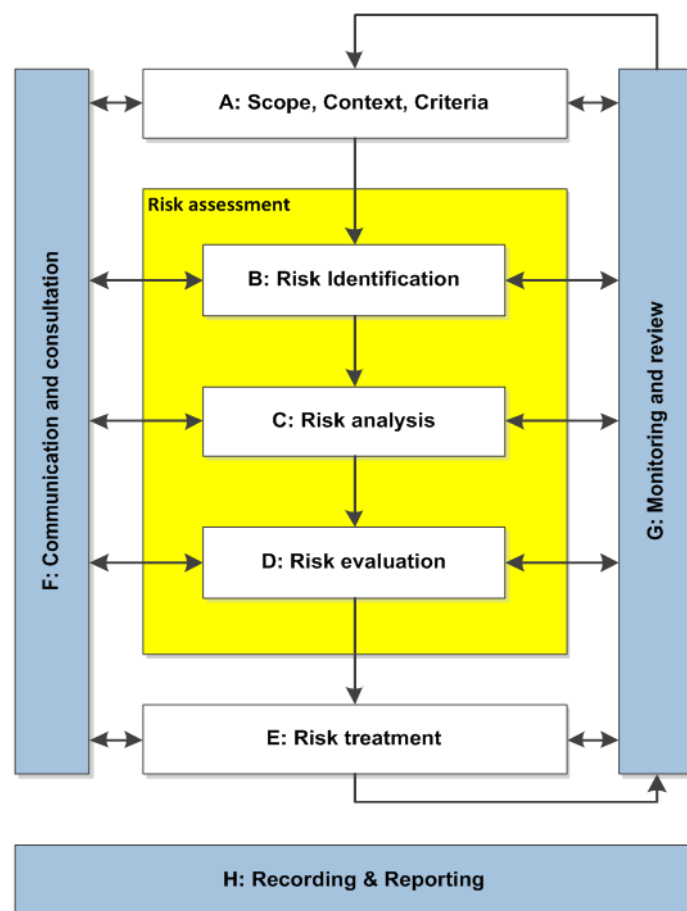 A: Scope, Context, Criteria
Risk assessment
B: Risk Identification
C: Risk analysis
D: Risk evaluation
E: Risk treatment
F: Communication and consultation
G: Monitoring and review
H: Recording & Reporting